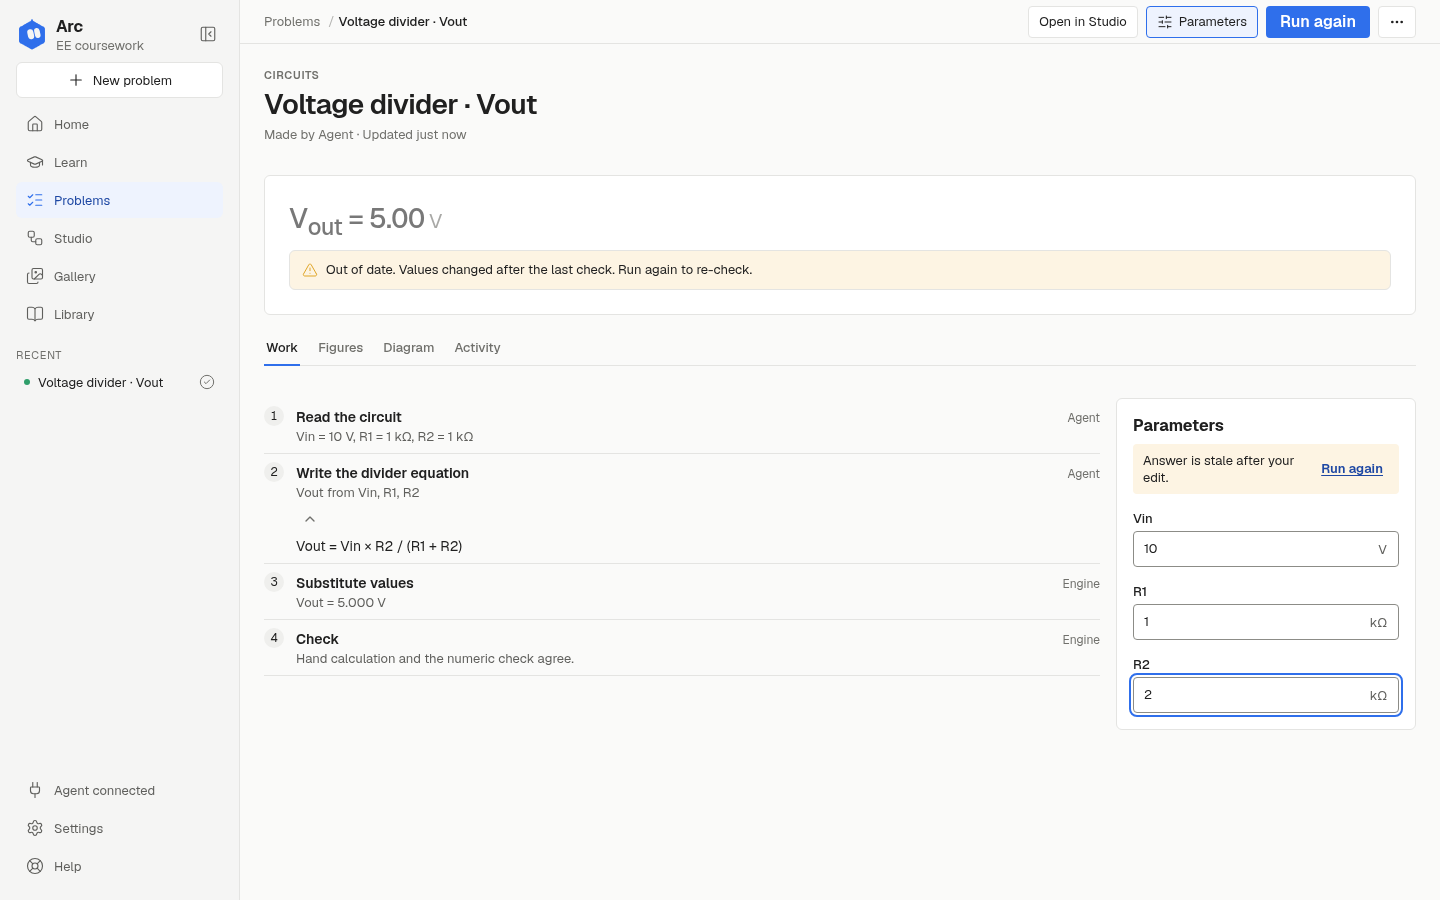 Arc
EE coursework
New problem
Home
Learn
Problems
Studio
Gallery
Library
RECENT
Voltage divider · Vout
Agent connected
Settings
Help
Problems / Voltage divider · Vout
Open in Studio
Parameters
Run again
CIRCUITS
Voltage divider · Vout
Made by Agent · Updated just now
Vout = 5.00 V
Out of date. Values changed after the last check. Run again to re-check.
Work Figures Diagram Activity
1 Read the circuit Agent
Vin = 10 V, R1 = 1 kΩ, R2 = 1 kΩ
2 Write the divider equation Agent
Vout from Vin, R1, R2
Vout = Vin × R2 / (R1 + R2)
3 Substitute values Engine
Vout = 5.000 V
4 Check Engine
Hand calculation and the numeric check agree.
Parameters
Answer is stale after your
edit.
Run again
Vin
10 V
R1
1 kΩ
R2
2 kΩ